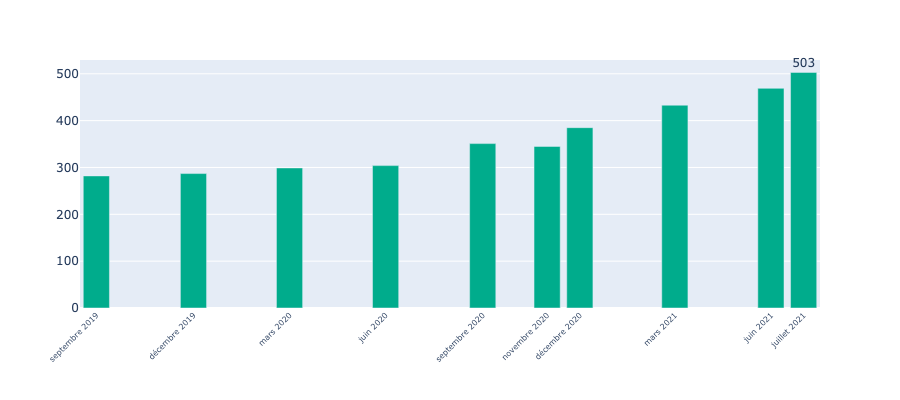 503
500
400
300
200
100
0
septembre 2019
décembre 2019
mars 2020
juin 2020
septembre 2020
novembre 2020
décembre 2020
mars 2021
juin 2021
juillet 2021